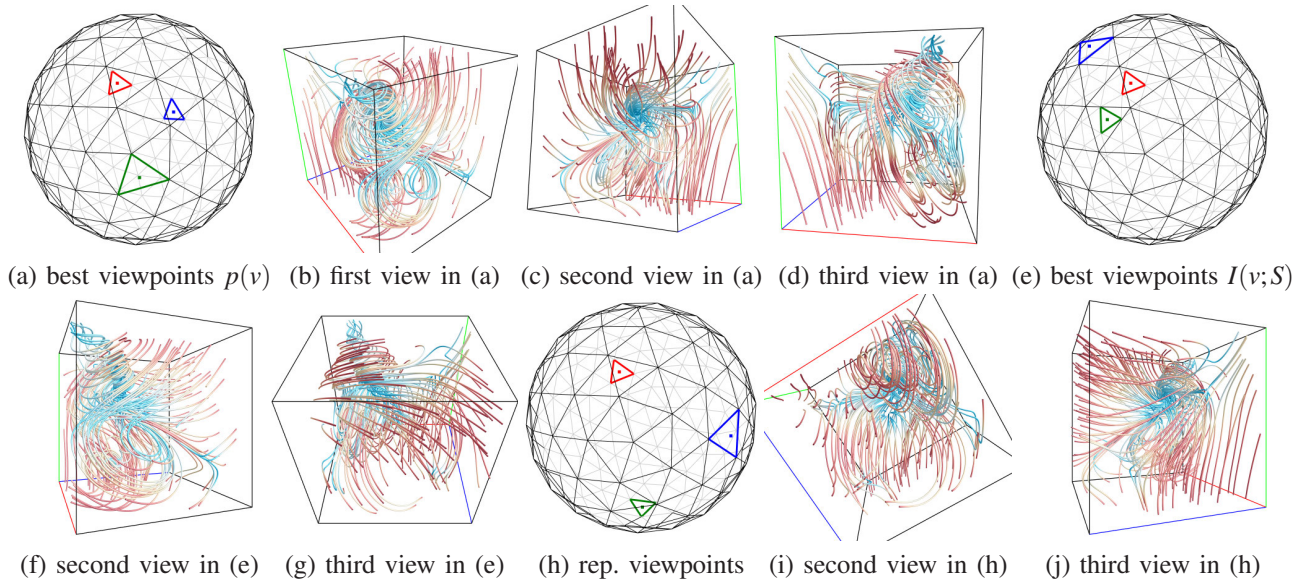 (a) best viewpoints p(v) (b) first view in (a) (c) second view in (a) (d) third view in (a) (e) best viewpoints I(v;S)
(f) second view in (e) (g) third view in (e) (h) rep. viewpoints (i) second view in (h) (j) third view in (h)